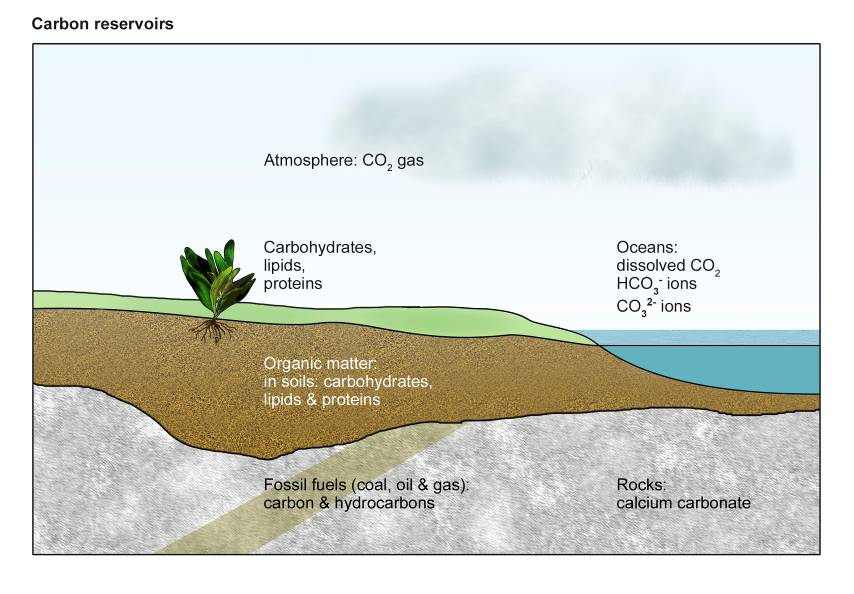 Carbon reservoirs
Atmosphere: CO₂ gas
Carbohydrates,
lipids,
proteins
Oceans:
dissolved CO₂
HCO₃⁻ ions
CO₃²⁻ ions
Organic matter:
in soils: carbohydrates,
lipids & proteins
Fossil fuels (coal, oil & gas):
carbon & hydrocarbons
Rocks:
calcium carbonate